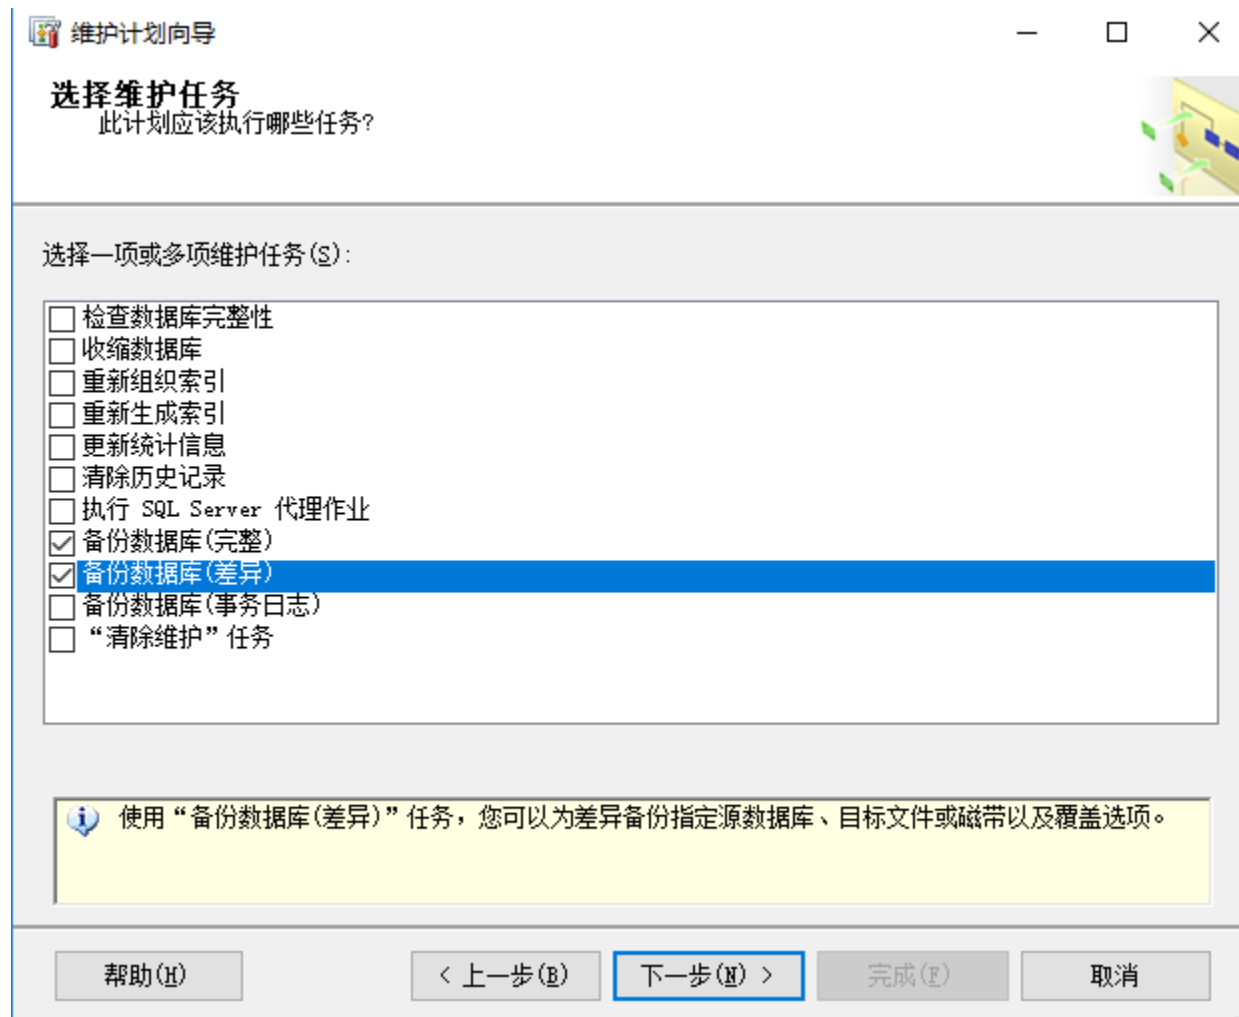 维护计划向导
选择维护任务
此计划应该执行哪些任务?
选择一项或多项维护任务(S):
检查数据库完整性
收缩数据库
重新组织索引
重新生成索引
更新统计信息
清除历史记录
执行 SQL Server 代理作业
备份数据库(完整)
备份数据库(差异)
备份数据库(事务日志)
“清除维护”任务
使用“备份数据库(差异)”任务，您可以为差异备份指定源数据库、目标文件或磁带以及覆盖选项。
帮助(H) < 上一步(B) 下一步(N) > 完成(F) 取消